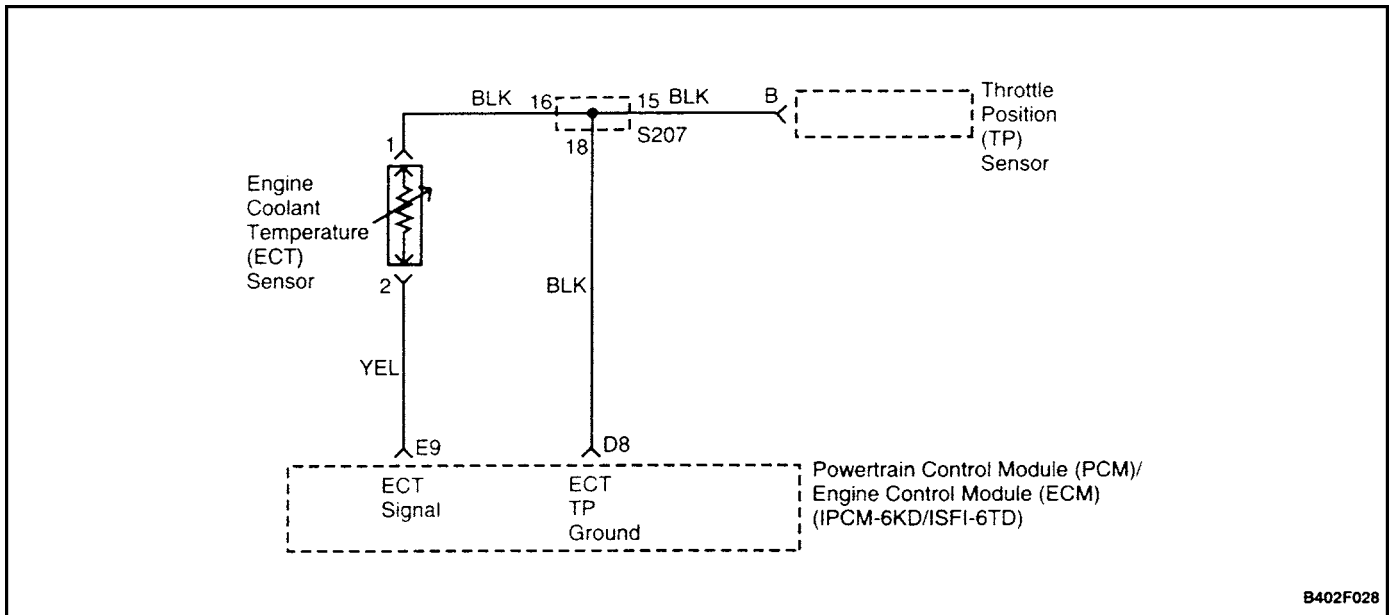 BLK
16
15
BLK
B
S207
18
Throttle
Position
(TP)
Sensor
1
Engine
Coolant
Temperature
(ECT)
Sensor
2
BLK
YEL
E9
D8
ECT
Signal
ECT
TP
Ground
Powertrain Control Module (PCM)/
Engine Control Module (ECM)
(IPCM-6KD/ISFI-6TD)
B402F028